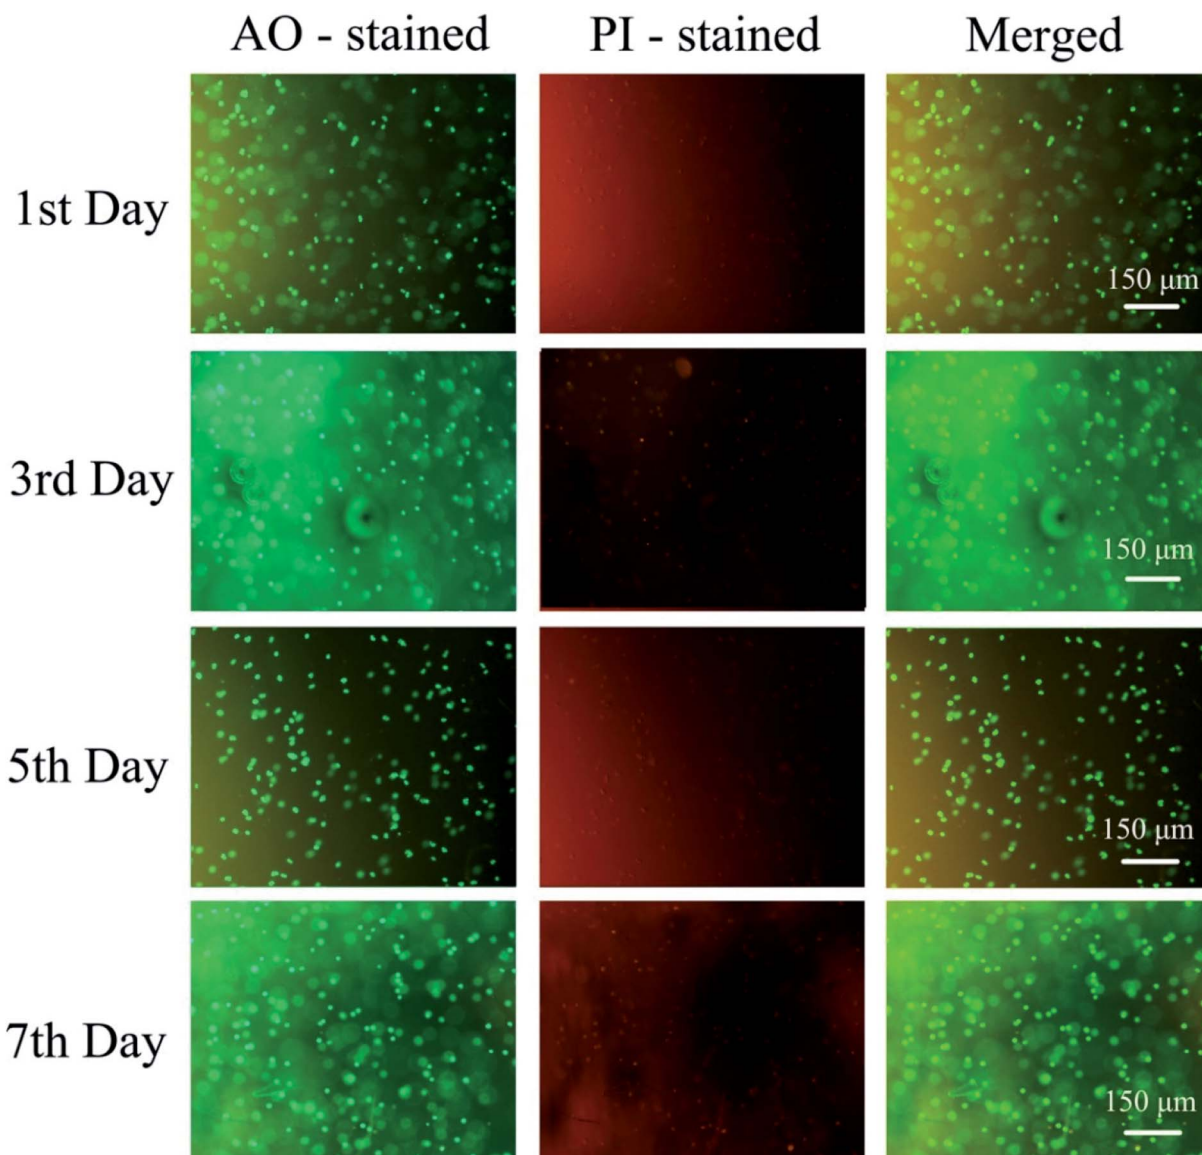 AO - stained PI - stained Merged
1st Day
150 μm
3rd Day
150 μm
5th Day
150 μm
7th Day
150 μm